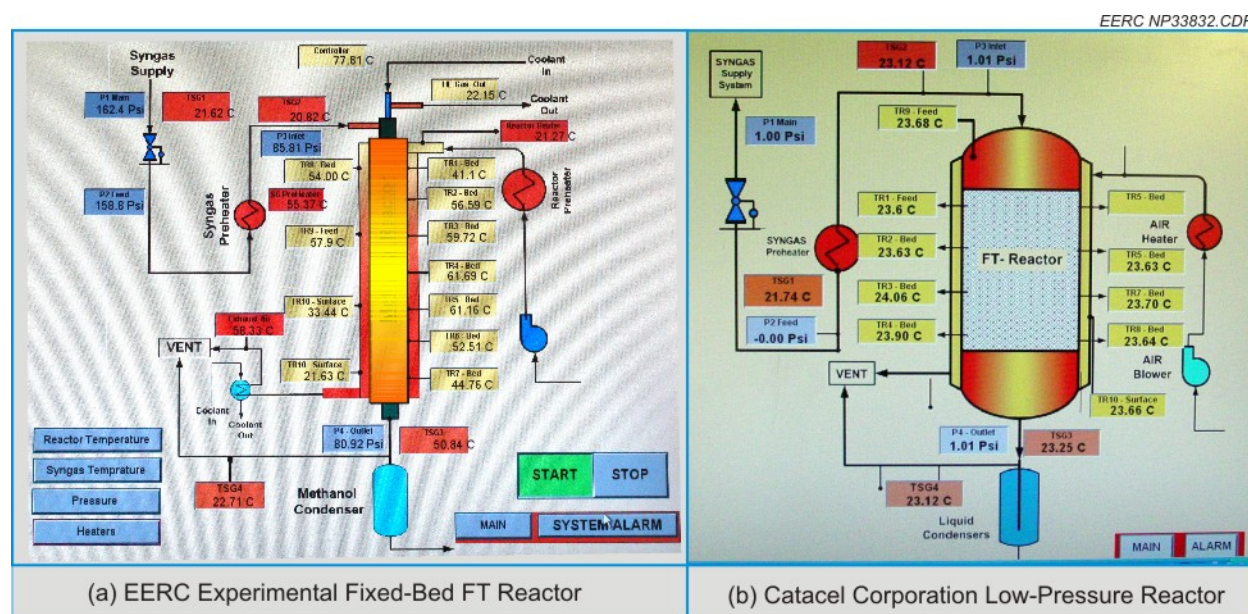 EERC NP33832.CDR
Syngas
Supply
P1 Main
162.4 Psi
TSG1
21.62 C
P2 Feed
158.8 Psi
Syngas
Preheater
TSG2
20.82 C
P3 Inlet
85.81 Psi
SG PreHeater
55.37 C
Controller
77.81 C
Coolant
In
HE Gas Out
22.15 C
Coolant
Out
Reactor Heater
-21.27 C
TR8 - Bed
54.00 C
TR9 - Feed
57.9 C
TR10 - Surface
33.44 C
TR10 - Surface
21.63 C
TR1 - Bed
41.1 C
TR2 - Bed
56.59 C
TR3 - Bed
59.72 C
TR4 - Bed
61.69 C
TR5 - Bed
61.16 C
TR6 - Bed
52.51 C
TR7 - Bed
44.76 C
Reactor
Preheater
Exhaust Air
58.33 C
VENT
Coolant
In
Coolant
Out
P4 - Outlet
80.92 Psi
TSG3
50.84 C
TSG4
22.71 C
Methanol
Condenser
Reactor Temperature
Syngas Temprature
Pressure
Heaters
START
STOP
MAIN
SYSTEM ALARM
(a) EERC Experimental Fixed-Bed FT Reactor
SYNGAS
Supply
System
TSG2
23.12 C
P3 Inlet
1.01 Psi
P1 Main
1.00 Psi
TR9 - Feed
23.68 C
TR1 - Feed
23.6 C
TR2 - Bed
23.63 C
TR3 - Bed
24.06 C
TR4 - Bed
23.90 C
SYNGAS
Preheater
TSG1
21.74 C
P2 Feed
-0.00 Psi
FT- Reactor
TR5 - Bed
TR5 - Bed
23.63 C
TR7 - Bed
23.70 C
TR8 - Bed
23.64 C
TR10 - Surface
23.66 C
AIR
Heater
AIR
Blower
VENT
P4 - Outlet
1.01 Psi
TSG3
23.25 C
TSG4
23.12 C
Liquid
Condensers
MAIN
ALARM
(b) Catacel Corporation Low-Pressure Reactor